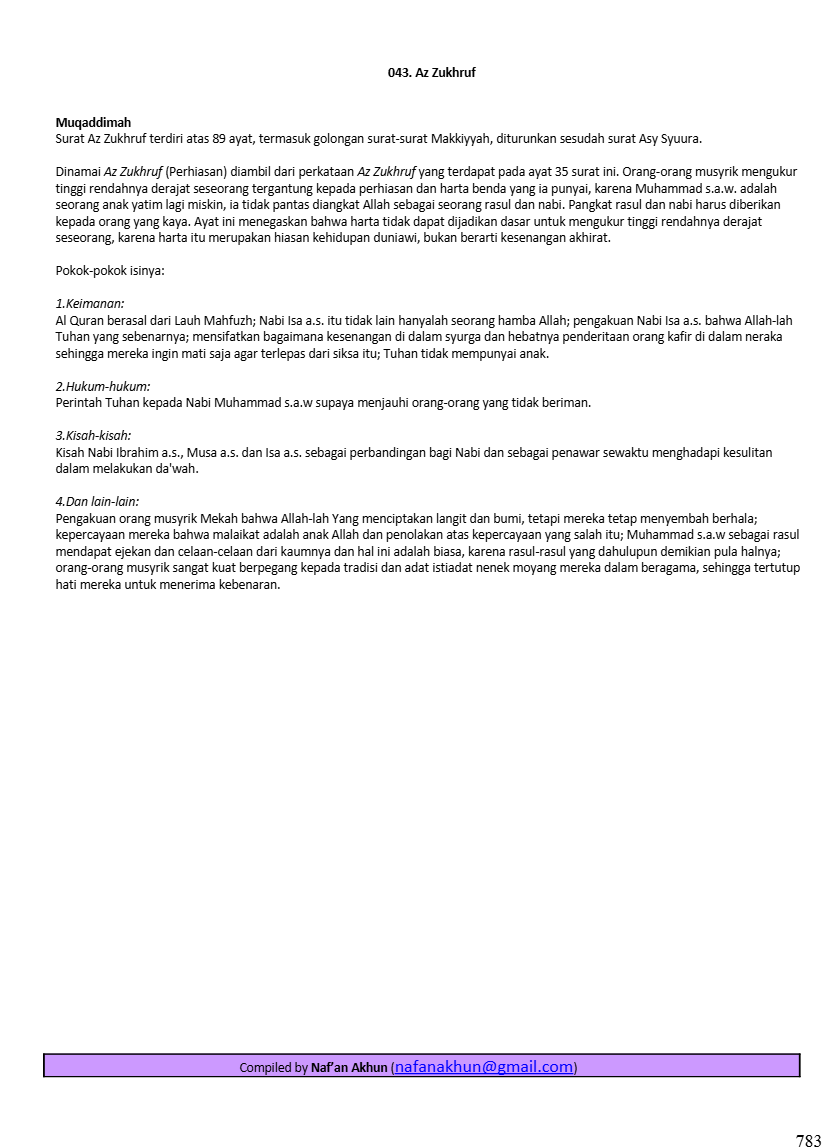 043. Az Zukhruf
Muqaddimah
Surat Az Zukhruf terdiri atas 89 ayat, termasuk golongan surat-surat Makkiyyah, diturunkan sesudah surat Asy Syuura.
Dinamai Az Zukhruf (Perhiasan) diambil dari perkataan Az Zukhruf yang terdapat pada ayat 35 surat ini. Orang-orang musyrik mengukur
tinggi rendahnya derajat seseorang tergantung kepada perhiasan dan harta benda yang ia punyai, karena Muhammad s.a.w. adalah
seorang anak yatim lagi miskin, ia tidak pantas diangkat Allah sebagai seorang rasul dan nabi. Pangkat rasul dan nabi harus diberikan
kepada orang yang kaya. Ayat ini menegaskan bahwa harta tidak dapat dijadikan dasar untuk mengukur tinggi rendahnya derajat
seseorang, karena harta itu merupakan hiasan kehidupan duniawi, bukan berarti kesenangan akhirat.
Pokok-pokok isinya:
1.Keimanan:
Al Quran berasal dari Lauh Mahfuzh; Nabi Isa a.s. itu tidak lain hanyalah seorang hamba Allah; pengakuan Nabi Isa a.s. bahwa Allah-lah
Tuhan yang sebenarnya; mensifatkan bagaimana kesenangan di dalam syurga dan hebatnya penderitaan orang kafir di dalam neraka
sehingga mereka ingin mati saja agar terlepas dari siksa itu; Tuhan tidak mempunyai anak.
2.Hukum-hukum:
Perintah Tuhan kepada Nabi Muhammad s.a.w supaya menjauhi orang-orang yang tidak beriman.
3.Kisah-kisah:
Kisah Nabi Ibrahim a.s., Musa a.s. dan Isa a.s. sebagai perbandingan bagi Nabi dan sebagai penawar sewaktu menghadapi kesulitan
dalam melakukan da'wah.
4.Dan lain-lain:
Pengakuan orang musyrik Mekah bahwa Allah-lah Yang menciptakan langit dan bumi, tetapi mereka tetap menyembah berhala;
kepercayaan mereka bahwa malaikat adalah anak Allah dan penolakan atas kepercayaan yang salah itu; Muhammad s.a.w sebagai rasul
mendapat ejekan dan celaan-celaan dari kaumnya dan hal ini adalah biasa, karena rasul-rasul yang dahulupun demikian pula halnya;
orang-orang musyrik sangat kuat berpegang kepada tradisi dan adat istiadat nenek moyang mereka dalam beragama, sehingga tertutup
hati mereka untuk menerima kebenaran.
Compiled by Naf’an Akhun (nafanakhun@gmail.com)
783